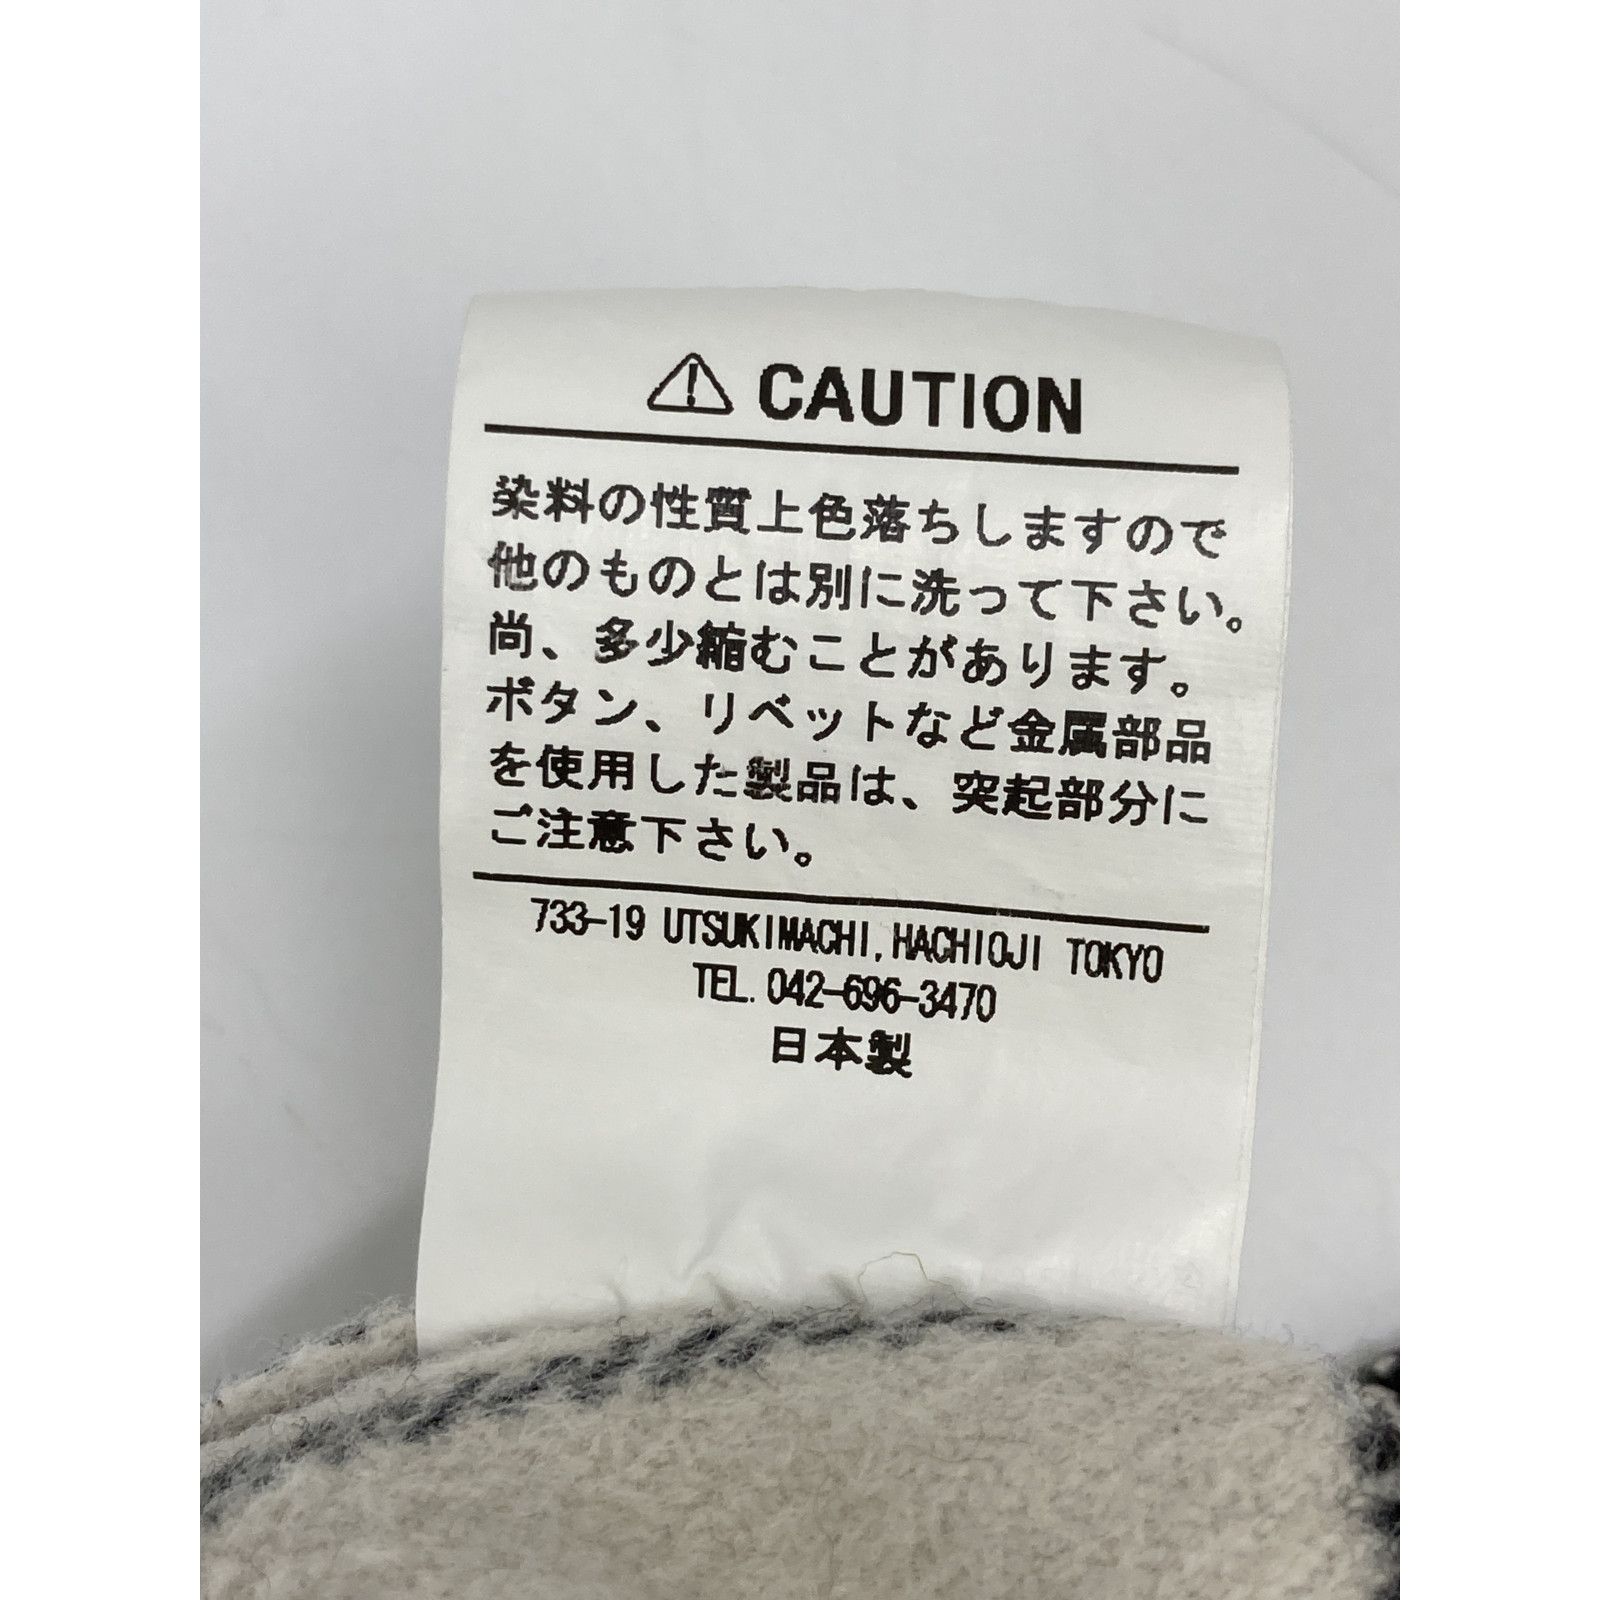 CAUTION
染料の性質上色落ちしますので
他のものとは別に洗って下さい。
尚、多少縮むことがあります。
ボタン、リベットなど金属部品
を使用した製品は、突起部分に
ご注意下さい。
733-19 UTSUKIMACHI, HACHIOJI TOKYO
TEL. 042-696-3470
日本製